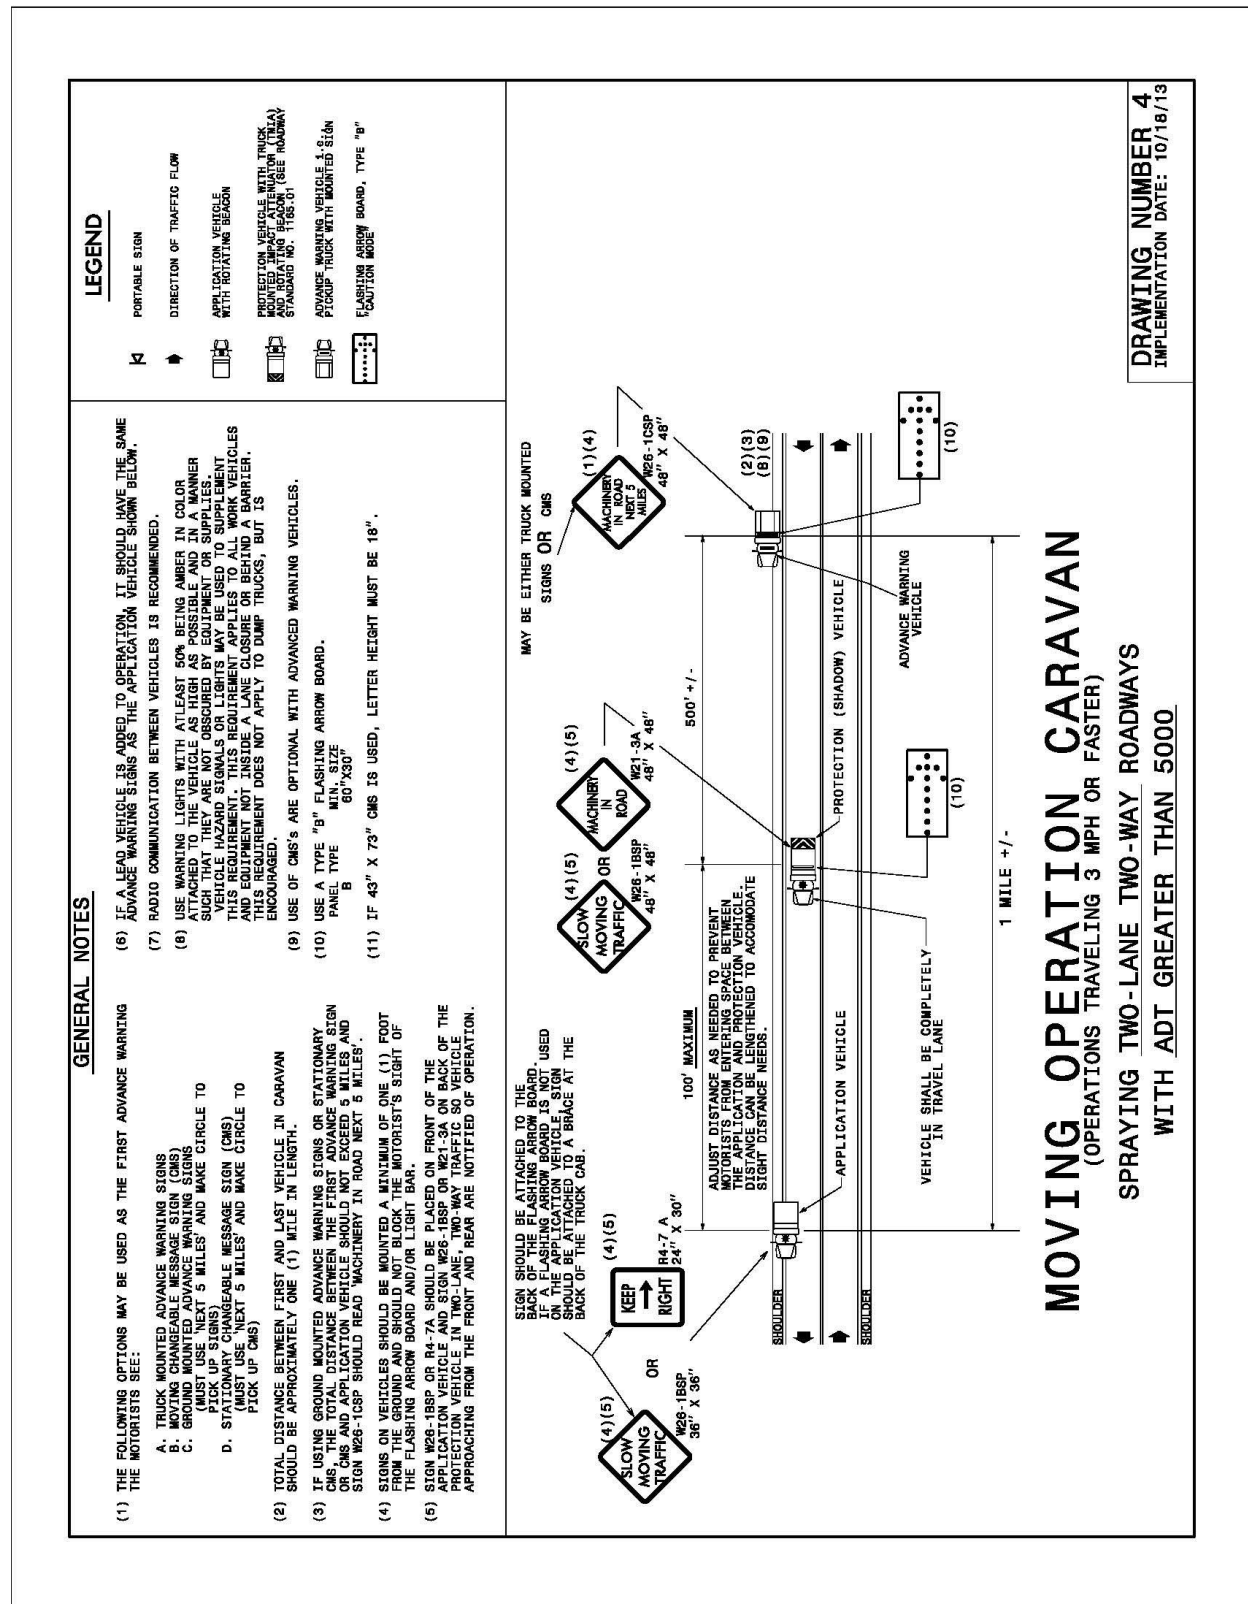 GENERAL NOTES
(1) THE FOLLOWING OPTIONS MAY BE USED AS THE FIRST ADVANCE WARNING
THE MOTORISTS SEE:
A. TRUCK MOUNTED ADVANCE WARNING SIGNS
B. MOVING CHANGEABLE MESSAGE SIGN (CMS)
C. GROUND MOUNTED ADVANCE WARNING SIGNS
(MUST USE 'NEXT 5 MILES' AND MAKE CIRCLE TO
PICK UP SIGNS)
D. STATIONARY CHANGEABLE MESSAGE SIGN (CMS)
(MUST USE 'NEXT 5 MILES' AND MAKE CIRCLE TO
PICK UP CMS)
(2) TOTAL DISTANCE BETWEEN FIRST AND LAST VEHICLE IN CARAVAN
SHOULD BE APPROXIMATELY ONE (1) MILE IN LENGTH.
(3) IF USING GROUND MOUNTED ADVANCE WARNING SIGNS OR STATIONARY
CMS, THE TOTAL DISTANCE BETWEEN THE FIRST ADVANCE WARNING SIGN
OR CMS AND APPLICATION VEHICLE SHOULD NOT EXCEED 5 MILES AND
SIGN W26-1CSP SHOULD READ 'MACHINERY IN ROAD NEXT 5 MILES'.
(4) SIGNS ON VEHICLES SHOULD BE MOUNTED A MINIMUM OF ONE (1) FOOT
FROM THE GROUND AND SHOULD NOT BLOCK THE MOTORIST'S SIGHT OF
THE FLASHING ARROW BOARD AND/OR LIGHT BAR.
(5) SIGN W26-1BSP OR R4-7A SHOULD BE PLACED ON FRONT OF THE
APPLICATION VEHICLE AND SIGN W26-1BSP OR W21-3A ON BACK OF THE
PROTECTION VEHICLE IN TWO-LANE, TWO-WAY TRAFFIC SO VEHICLE
APPROACHING FROM THE FRONT AND REAR ARE NOTIFIED OF OPERATION.
(6) IF A LEAD VEHICLE IS ADDED TO OPERATION, IT SHOULD HAVE THE SAME
ADVANCE WARNING SIGNS AS THE APPLICATION VEHICLE SHOWN BELOW.
(7) RADIO COMMUNICATION BETWEEN VEHICLES IS RECOMMENDED.
(8) USE WARNING LIGHTS WITH ATLEAST 50% BEING AMBER IN COLOR
ATTACHED TO THE VEHICLE AS HIGH AS POSSIBLE AND IN A MANNER
SUCH THAT THEY ARE NOT OBSCURED BY EQUIPMENT OR SUPPLIES.
VEHICLE HAZARD SIGNALS OR LIGHTS MAY BE USED TO SUPPLEMENT
THIS REQUIREMENT. THIS REQUIREMENT APPLIES TO ALL WORK VEHICLES
AND EQUIPMENT NOT INSIDE A LANE CLOSURE OR BEHIND A BARRIER.
THIS REQUIREMENT DOES NOT APPLY TO DUMP TRUCKS, BUT IS
ENCOURAGED.
(9) USE OF CMS's ARE OPTIONAL WITH ADVANCED WARNING VEHICLES.
(10) USE A TYPE "B" FLASHING ARROW BOARD.
PANEL TYPE MIN. SIZE
B 60"X30"
(11) IF 43" X 73" CMS IS USED, LETTER HEIGHT MUST BE 18".
LEGEND
PORTABLE SIGN
DIRECTION OF TRAFFIC FLOW
APPLICATION VEHICLE
WITH ROTATING BEACON
PROTECTION VEHICLE WITH TRUCK
MOUNTED IMPACT ATTENUATOR (TMIA)
AND ROTATING BEACON (SEE ROADWAY
STANDARD NO. 1165.01
ADVANCE WARNING VEHICLE
PICKUP TRUCK WITH MOUNTED SIGN
FLASHING ARROW BOARD, TYPE "B"
"CAUTION MODE"
SIGN SHOULD BE ATTACHED TO THE
BACK OF THE FLASHING ARROW BOARD.
IF A FLASHING ARROW BOARD IS NOT USED
ON THE APPLICATION VEHICLE, SIGN
SHOULD BE ATTACHED TO A BRACE AT THE
BACK OF THE TRUCK CAB.
(4)(5)
SLOW
MOVING
TRAFFIC
W26-1BSP
36" X 36"
OR
(4)(5)
KEEP
RIGHT
R4-7 A
24" X 30"
(4)(5)
SLOW
MOVING
TRAFFIC
W26-1BSP
48" X 48"
OR
(4)(5)
MACHINERY
IN
ROAD
W21-3A
48" X 48"
MAY BE EITHER TRUCK MOUNTED
SIGNS OR CMS
(1)(4)
MACHINERY
IN ROAD
NEXT 5
MILES
W26-1CSP
48" X 48"
100' MAXIMUM
500'+/-
ADJUST DISTANCE AS NEEDED TO PREVENT
MOTORISTS FROM ENTERING SPACE BETWEEN
THE APPLICATION AND PROTECTION VEHICLE.
DISTANCE CAN BE LENGTHENED TO ACCOMODATE
SIGHT DISTANCE NEEDS.
(2)(3)
(8)(9)
SHOULDER
SHOULDER
APPLICATION VEHICLE
PROTECTION (SHADOW) VEHICLE
ADVANCE WARNING
VEHICLE
VEHICLE SHALL BE COMPLETELY
IN TRAVEL LANE
(10)
(10)
1 MILE +/-
MOVING OPERATION CARAVAN
(OPERATIONS TRAVELING 3 MPH OR FASTER)
SPRAYING TWO-LANE TWO-WAY ROADWAYS
WITH ADT GREATER THAN 5000
DRAWING NUMBER 4
IMPLEMENTATION DATE: 10/18/13